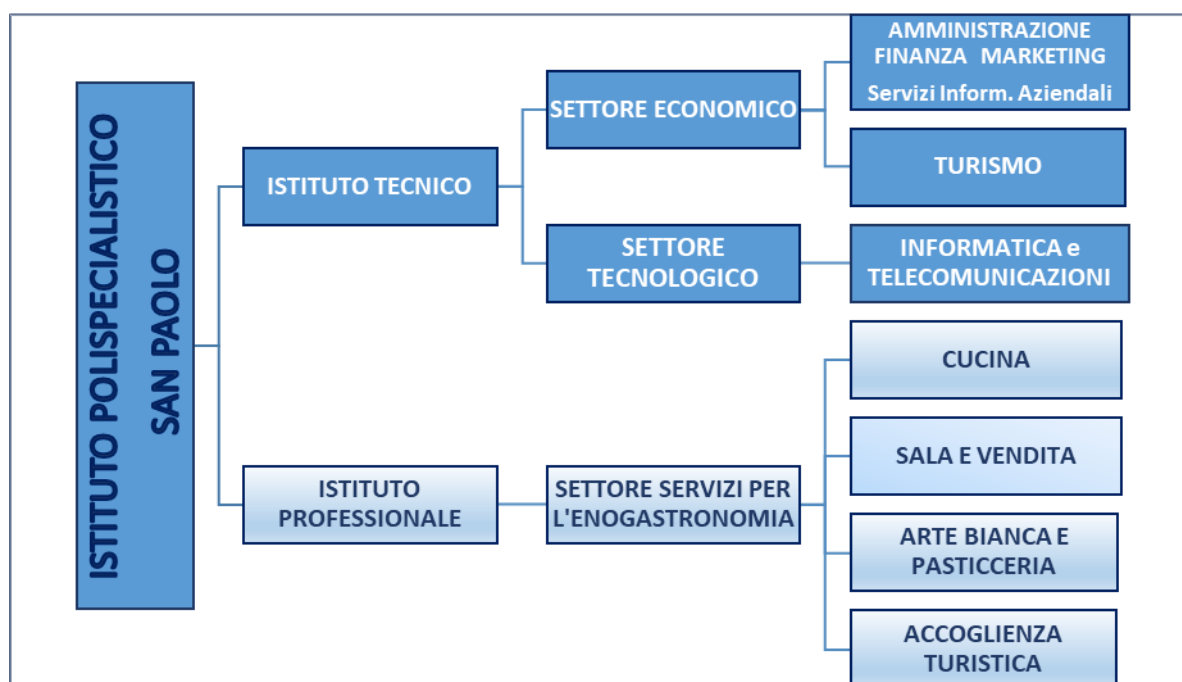 ISTITUTO POLISPECIALISTICO
SAN PAOLO
ISTITUTO TECNICO
SETTORE ECONOMICO
AMMINISTRAZIONE
FINANZA MARKETING
Servizi Inform. Aziendali
TURISMO
SETTORE
TECNOLOGICO
INFORMATICA e
TELECOMUNICAZIONI
ISTITUTO
PROFESSIONALE
SETTORE SERVIZI PER
L'ENOGASTRONOMIA
CUCINA
SALA E VENDITA
ARTE BIANCA E
PASTICCERIA
ACCOGLIENZA
TURISTICA